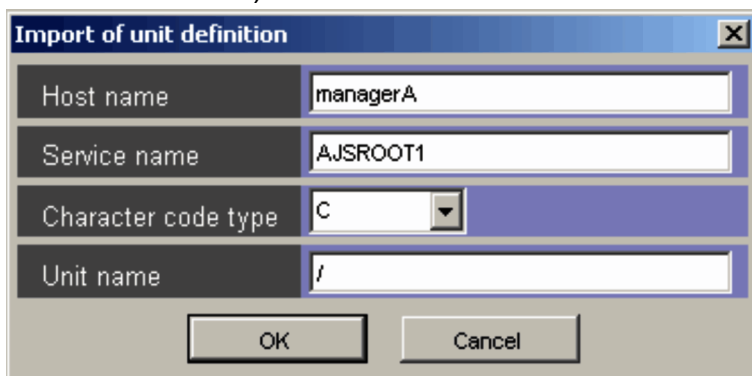 Import of unit definition
Host name managerA
Service name AJSROOT1
Character code type C
Unit name /
OK Cancel